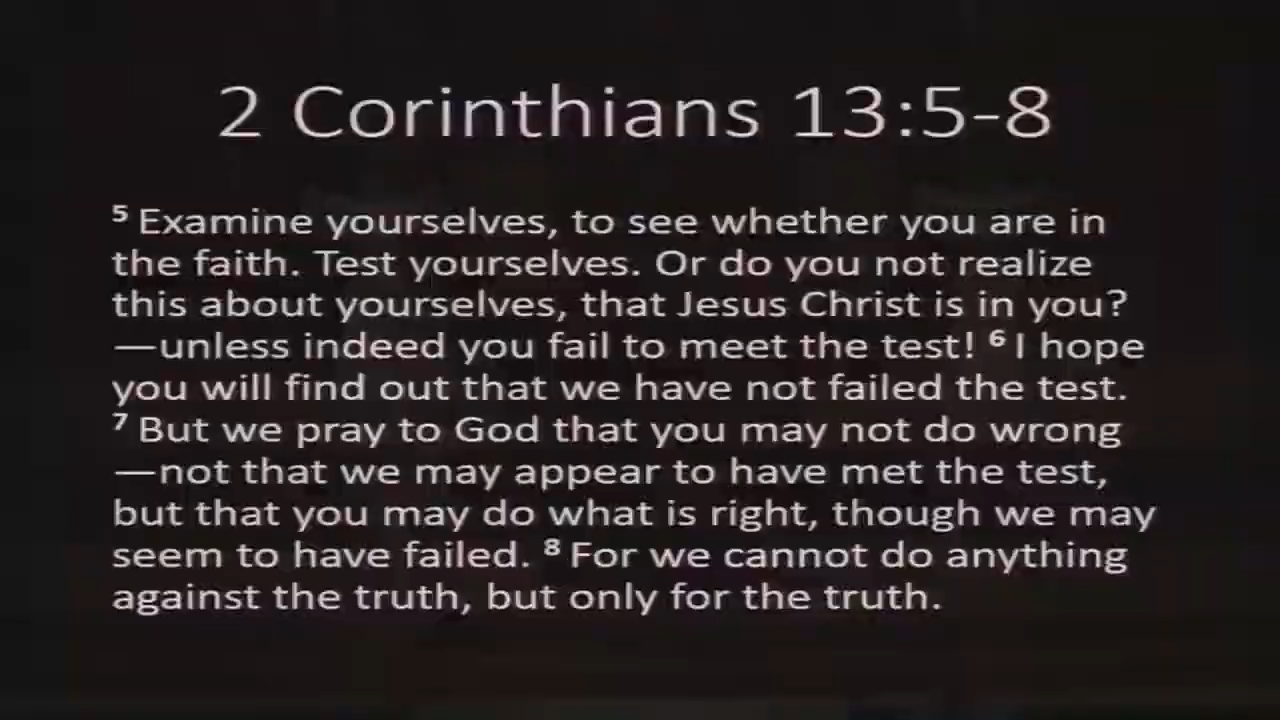 2 Corinthians 13:5-8
⁵ Examine yourselves, to see whether you are in
the faith. Test yourselves. Or do you not realize
this about yourselves, that Jesus Christ is in you?
—unless indeed you fail to meet the test! ⁶ I hope
you will find out that we have not failed the test.
⁷ But we pray to God that you may not do wrong
—not that we may appear to have met the test,
but that you may do what is right, though we may
seem to have failed. ⁸ For we cannot do anything
against the truth, but only for the truth.